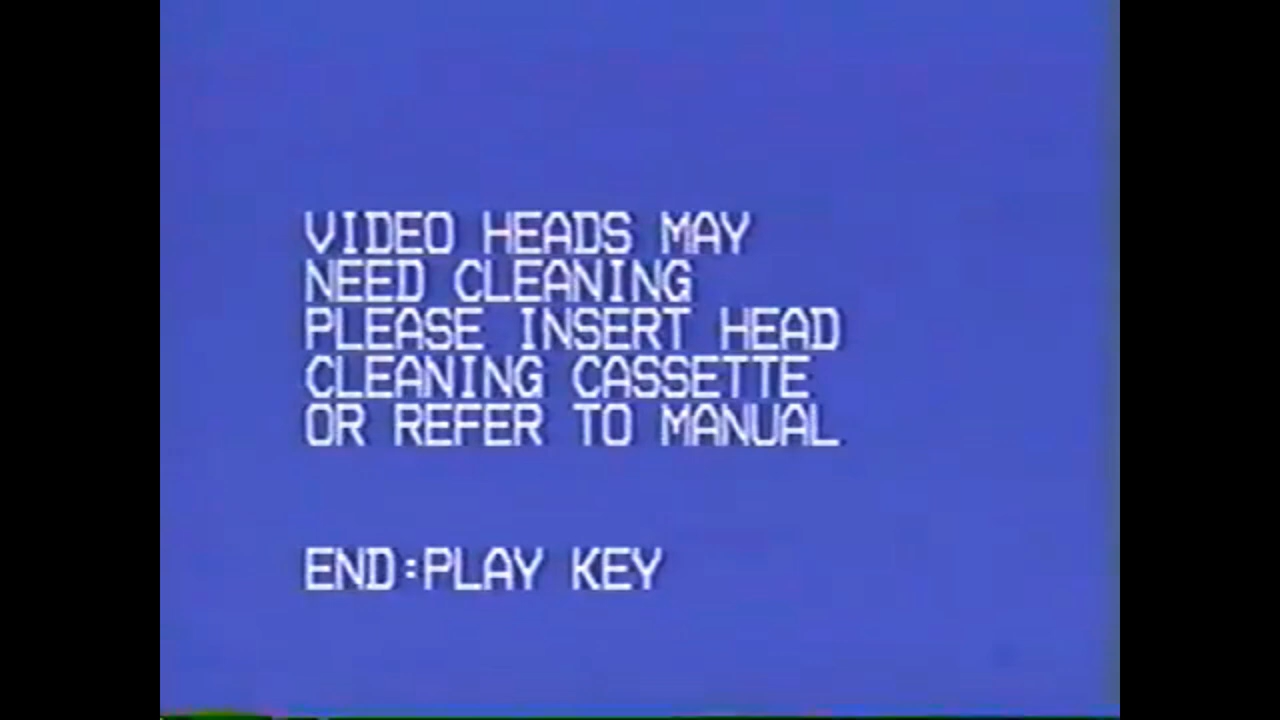 VIDEO HEADS MAY
NEED CLEANING
PLEASE INSERT HEAD
CLEANING CASSETTE
OR REFER TO MANUAL
END:PLAY KEY